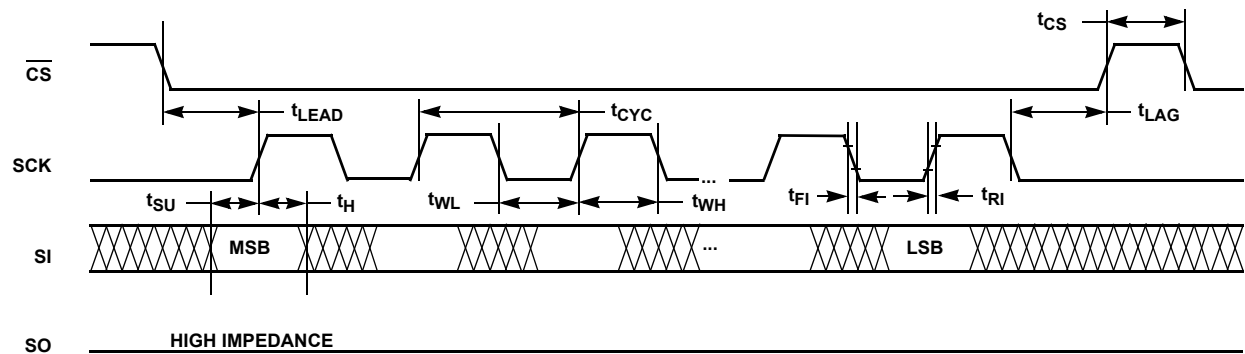 tCS
CS
tLEAD
tCYC
tLAG
SCK
...
tSU
tH
tWL
tWH
tFI
tRI
SI
MSB
...
LSB
SO
HIGH IMPEDANCE